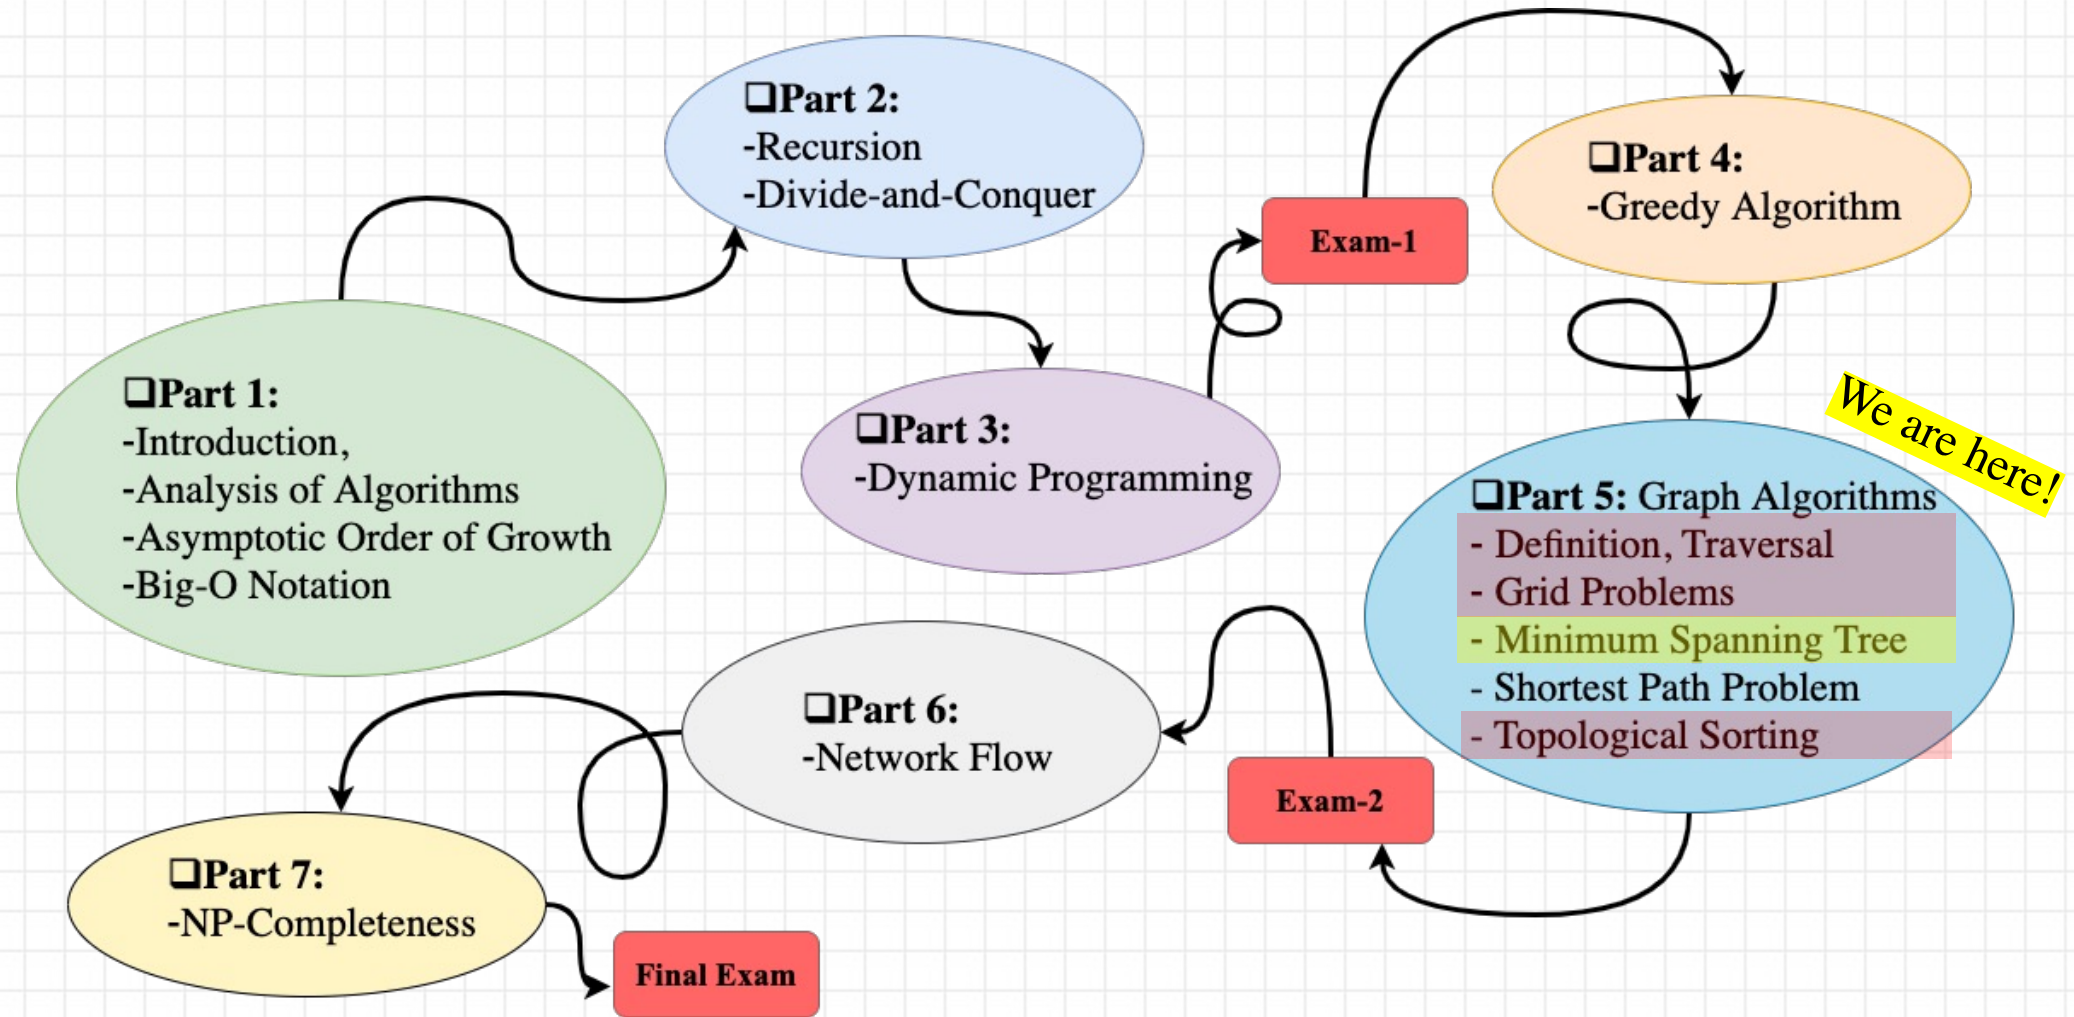 ❑Part 1:
-Introduction,
-Analysis of Algorithms
-Asymptotic Order of Growth
-Big-O Notation
❑Part 2:
-Recursion
-Divide-and-Conquer
❑Part 3:
-Dynamic Programming
Exam-1
❑Part 4:
-Greedy Algorithm
We are here!
❑Part 5: Graph Algorithms
- Definition, Traversal
- Grid Problems
- Minimum Spanning Tree
- Shortest Path Problem
- Topological Sorting
Exam-2
❑Part 6:
-Network Flow
❑Part 7:
-NP-Completeness
Final Exam